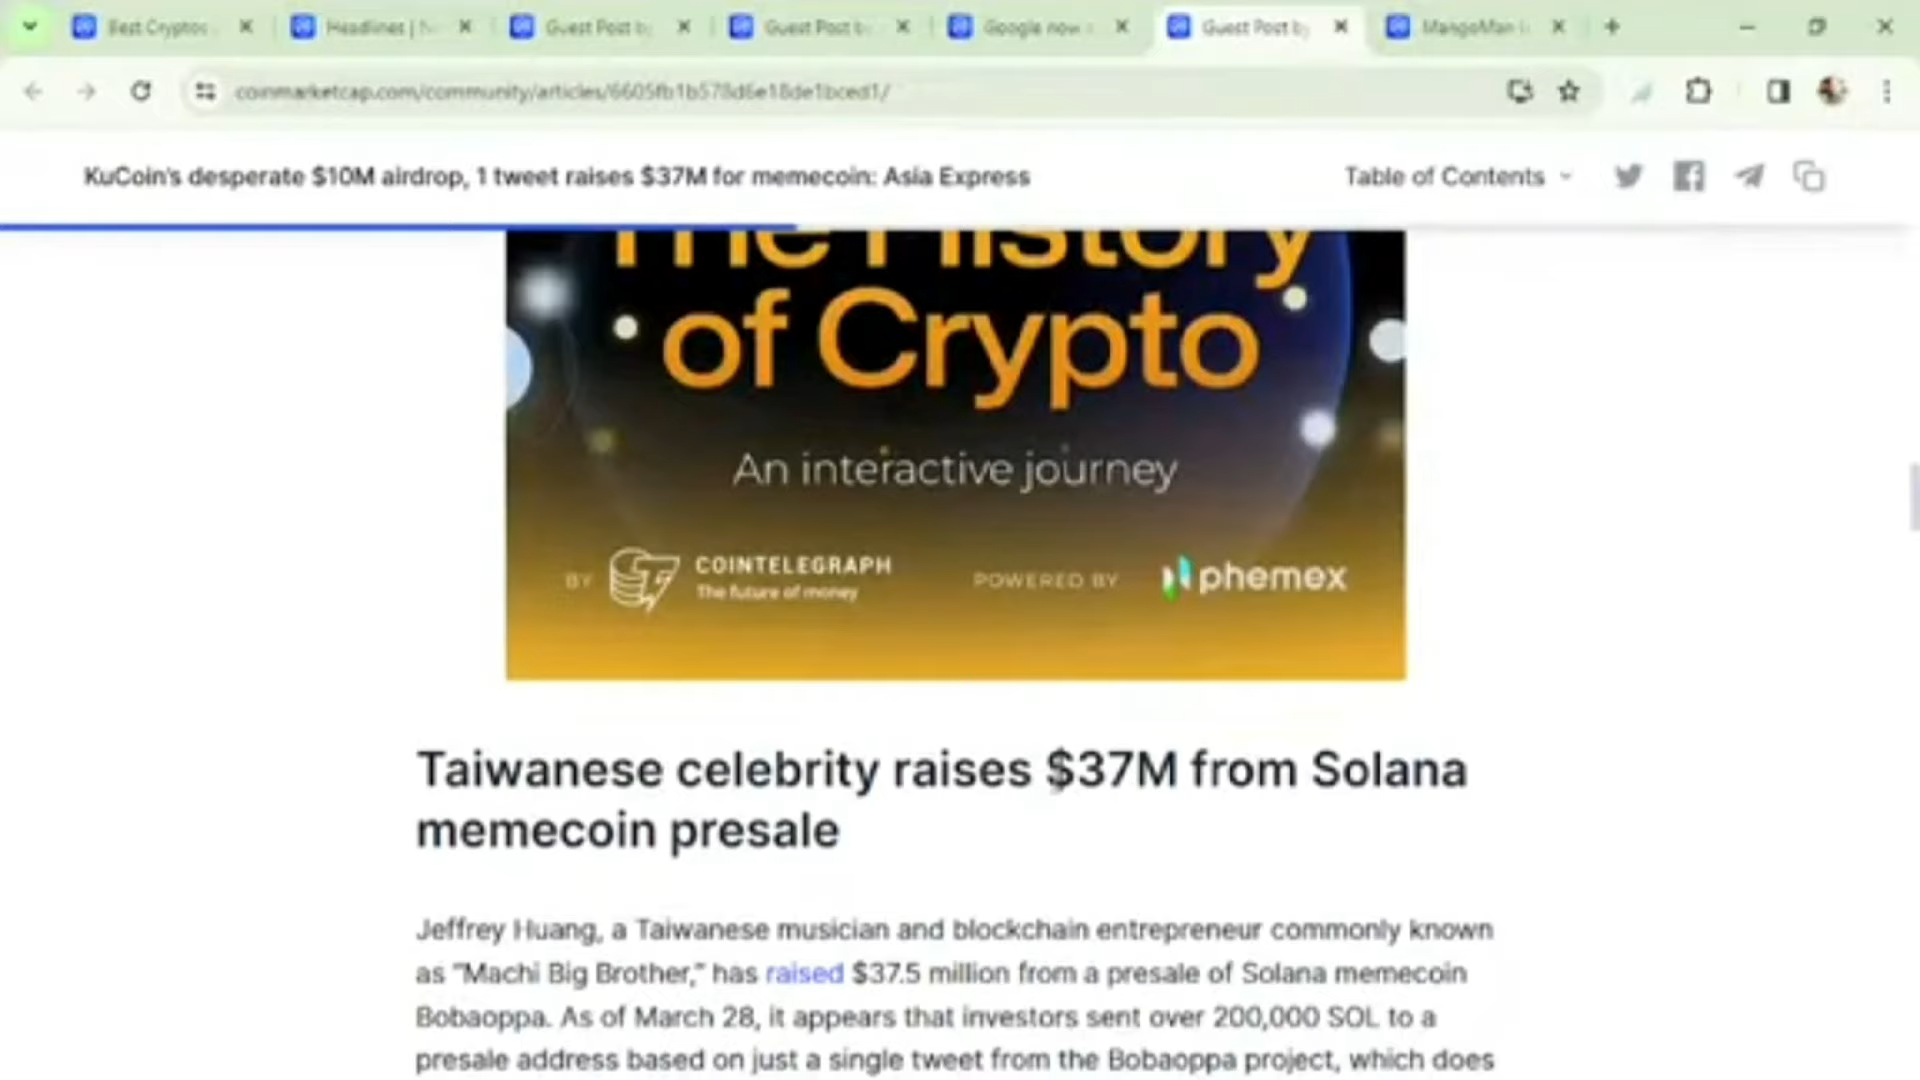 Best Cryptos
Headlines | N
Guest Post by
Guest Post b
Google now
Guest Post by
MangoMan
coinmarketcap.com/community/articles/6605fb1b578d6e18de1bced1/
KuCoin's desperate $10M airdrop, 1 tweet raises $37M for memecoin: Asia Express
Table of Contents
The History
of Crypto
An interactive journey
BY COINTELEGRAPH
The future of money
POWERED BY phemex
Taiwanese celebrity raises $37M from Solana
memecoin presale
Jeffrey Huang, a Taiwanese musician and blockchain entrepreneur commonly known
as "Machi Big Brother," has raised $37.5 million from a presale of Solana memecoin
Bobaoppa. As of March 28, it appears that investors sent over 200,000 SOL to a
presale address based on just a single tweet from the Bobaoppa project, which does